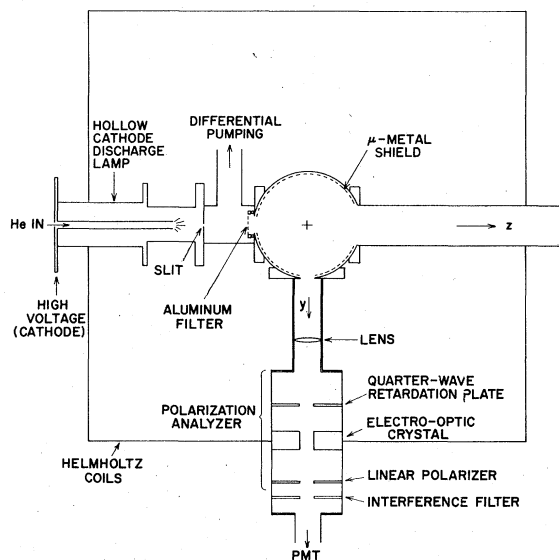 HOLLOW
CATHODE
DISCHARGE
LAMP
DIFFERENTIAL
PUMPING
μ-METAL
SHIELD
He IN
z
SLIT
HIGH
VOLTAGE
(CATHODE)
ALUMINUM
FILTER
y
LENS
POLARIZATION
ANALYZER
QUARTER-WAVE
RETARDATION PLATE
ELECTRO-OPTIC
CRYSTAL
HELMHOLTZ
COILS
LINEAR POLARIZER
INTERFERENCE FILTER
PMT